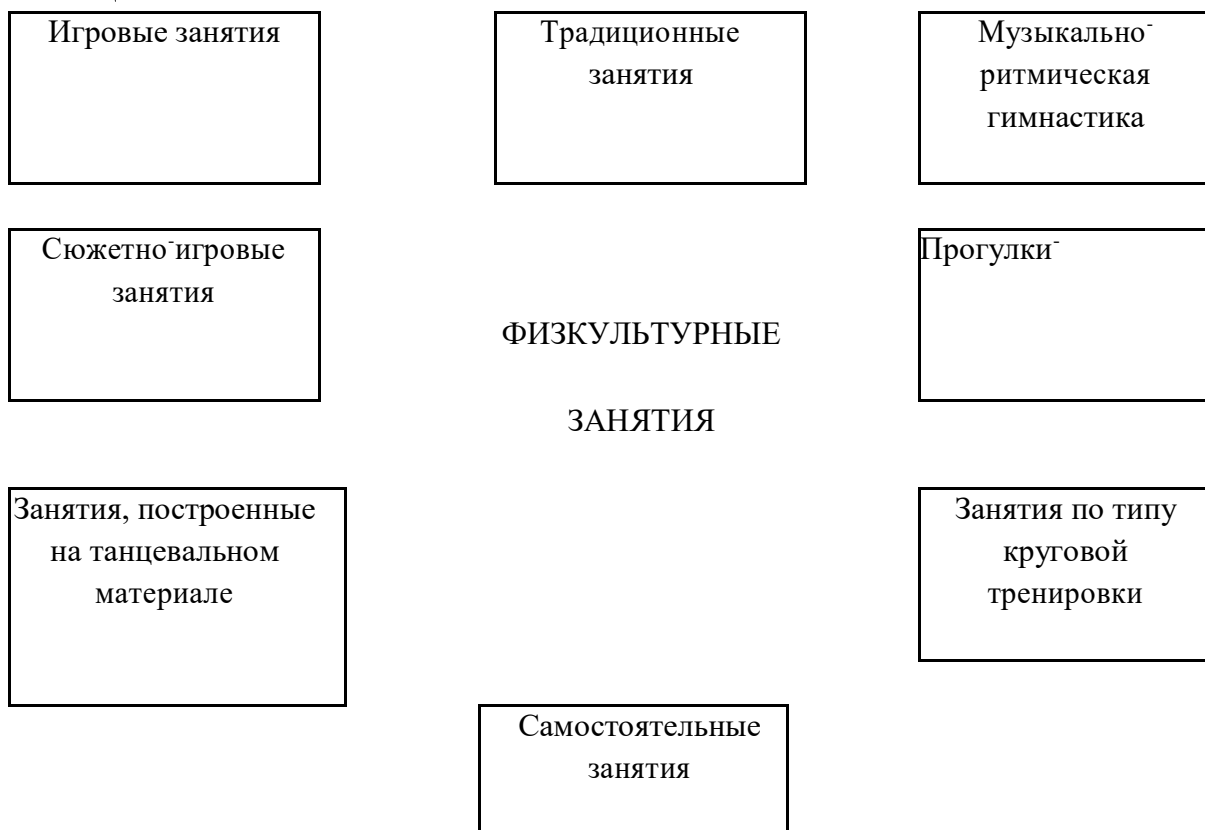 Игровые занятия
Традиционные
занятия
Музыкально-
ритмическая
гимнастика
Сюжетно-игровые
занятия
Прогулки-
ФИЗКУЛЬТУРНЫЕ
ЗАНЯТИЯ
Занятия, построенные
на танцевальном
материале
Занятия по типу
круговой
тренировки
Самостоятельные
занятия